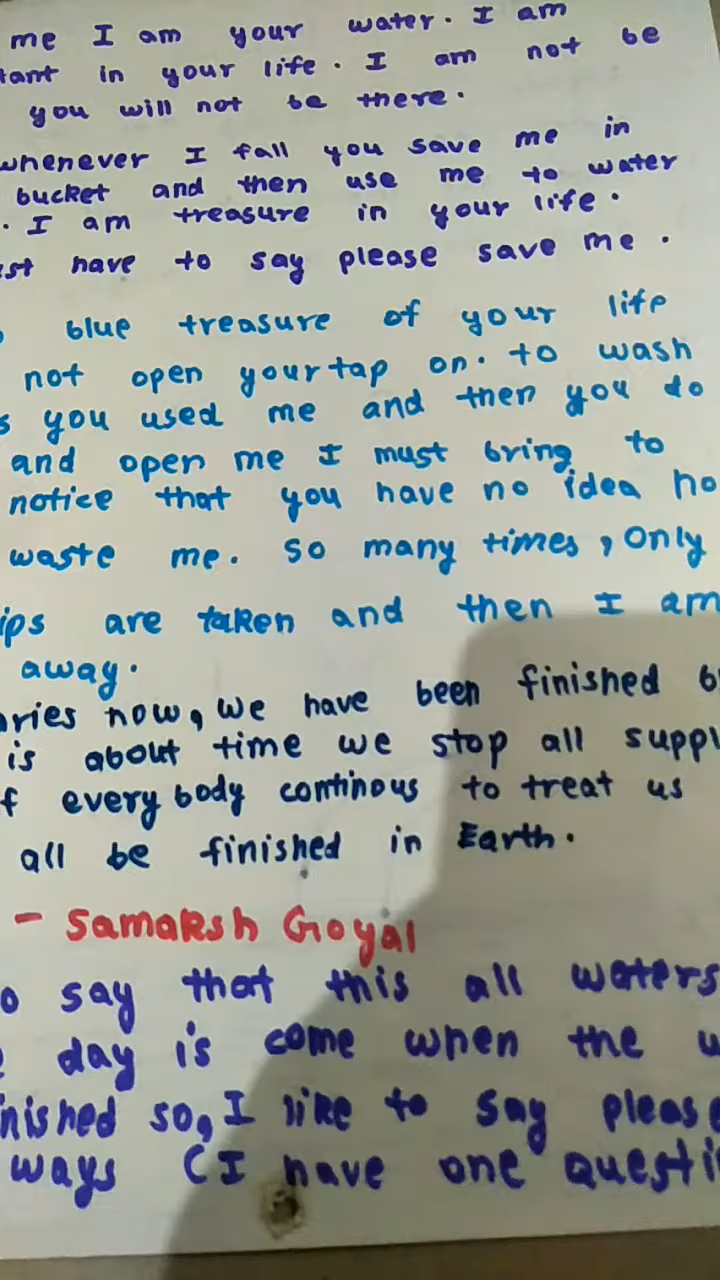 me I am your water. I am
tant in your life. I am not be
you will not be there.
whenever I fall you save me in
bucket and then use me to water
. I am treasure in your life.
st have to say please save me.
blue treasure of your life
not open your tap on. to wash
s you used me and then you do
and open me I must bring to
notice that you have no idea ho
waste me. So many times, Only
ips are taken and then I am
away.
aries now, we have been finished b
is about time we stop all suppl
f every body continous to treat us
all be finished in Earth.
- Samaksh Goyal
o say that this all waters
e day is come when the w
nished so, I like to say pleas
ways (I have one questi